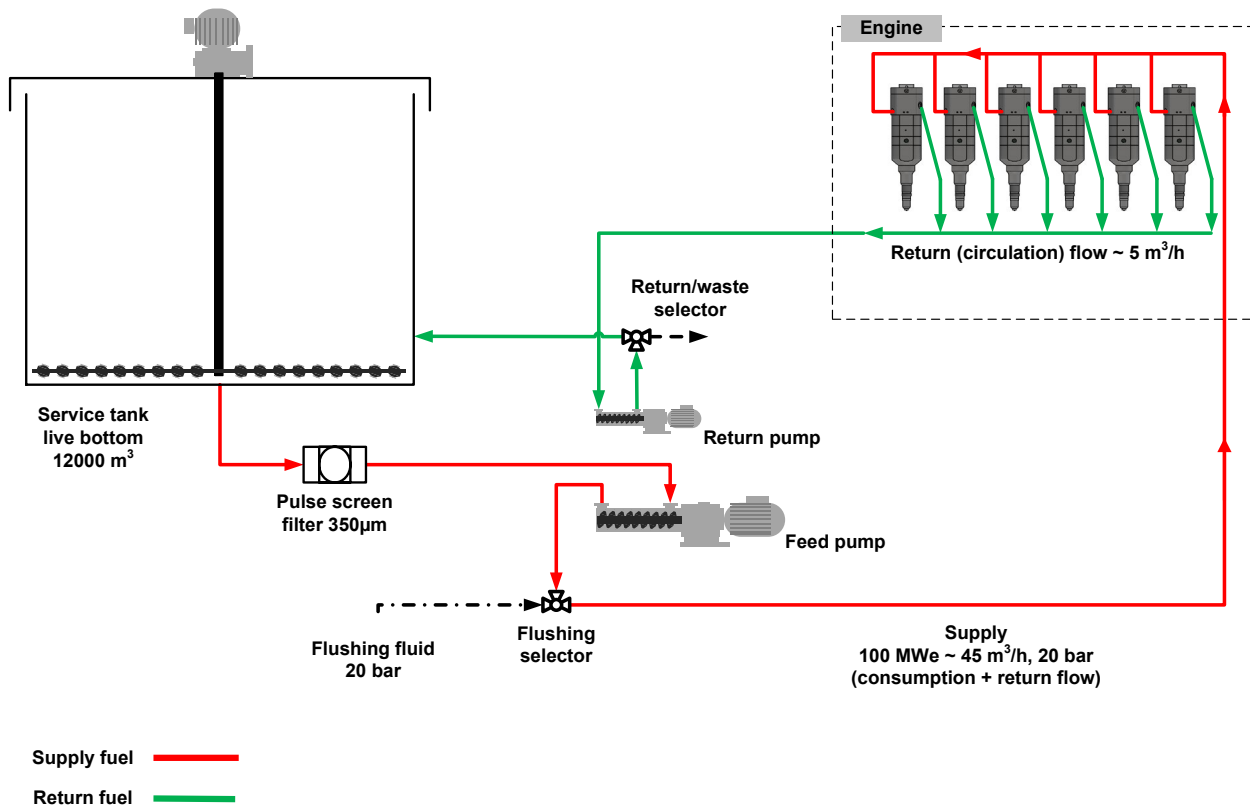 Engine
Return (circulation) flow ~ 5 m³/h
Return/waste
selector
Return pump
Service tank
live bottom
12000 m³
Pulse screen
filter 350µm
Feed pump
Flushing fluid
20 bar
Flushing
selector
Supply
100 MWe ~ 45 m³/h, 20 bar
(consumption + return flow)
Supply fuel
Return fuel